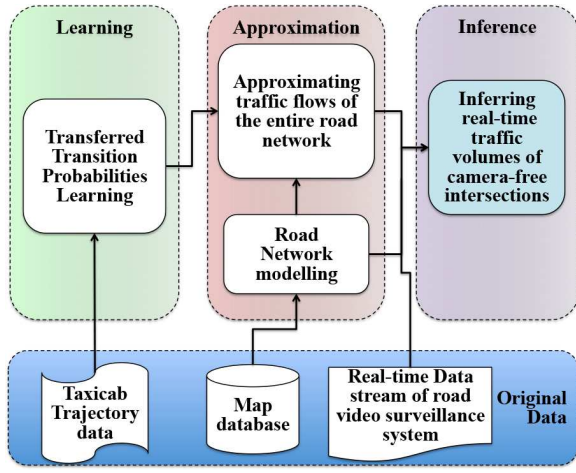 Learning
Transferred
Transition
Probabilities
Learning
Approximation
Approximating
traffic flows of
the entire road
network
Road
Network
modelling
Inference
Inferring
real-time
traffic
volumes of
camera-free
intersections
Taxicab
Trajectory
data
Map
database
Real-time Data
stream of road
video surveillance
system
Original
Data